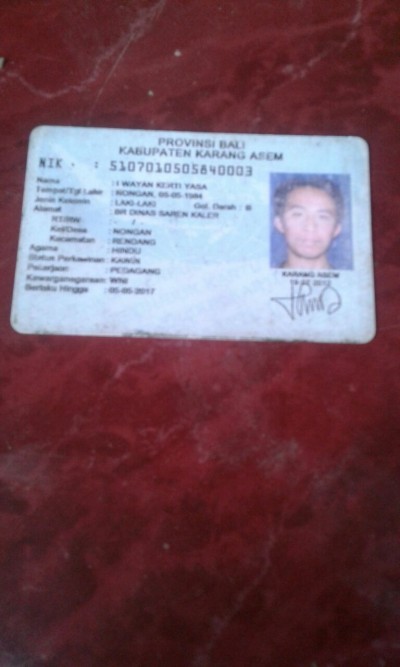 PROVINSI BALI
KABUPATEN KARANG ASEM
NIK : 5107010505840003
Nama : I WAYAN KERTI YASA
Tempat/Tgl Lahir : NONGAN, 05-05-1984
Jenis Kelamin : LAKI-LAKI Gol. Darah : B
Alamat : BR DINAS SAREN KALER
RT/RW : - / -
Kel/Desa : NONGAN
Kecamatan : RENDANG
Agama : HINDU
Status Perkawinan : KAWIN
Pekerjaan : PEDAGANG
Kewarganegaraan : WNI
Berlaku Hingga : 05-05-2017
KARANG ASEM